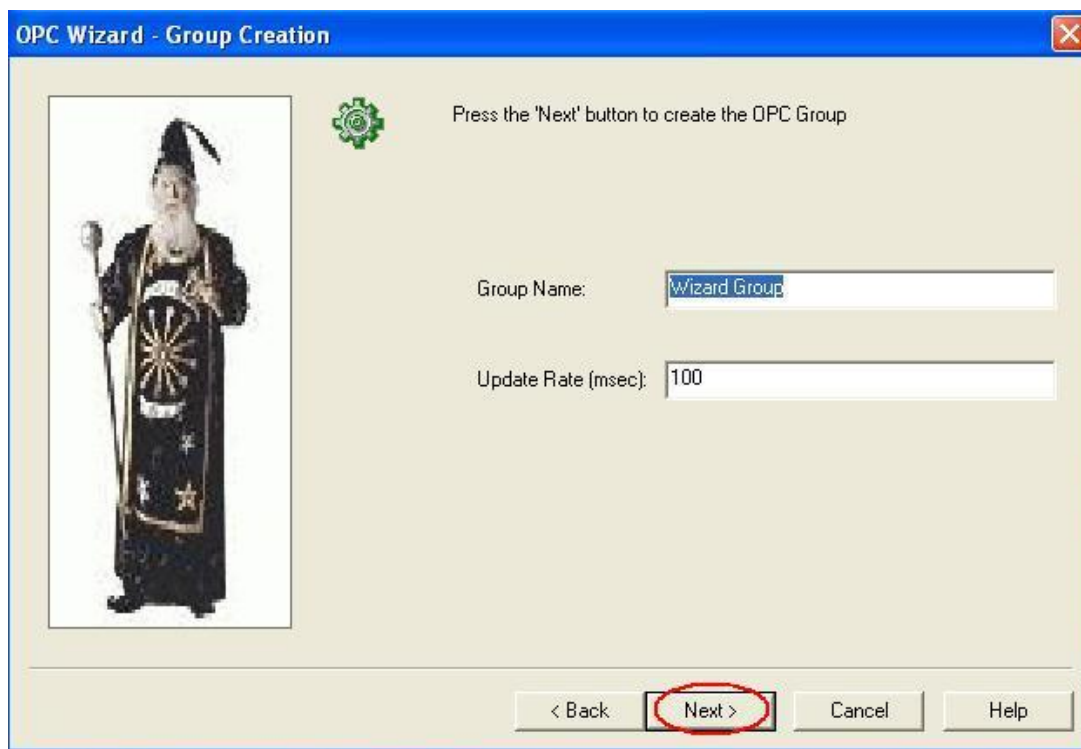 OPC Wizard - Group Creation
Press the 'Next' button to create the OPC Group
Group Name: Wizard Group
Update Rate (msec): 100
< Back Next > Cancel Help